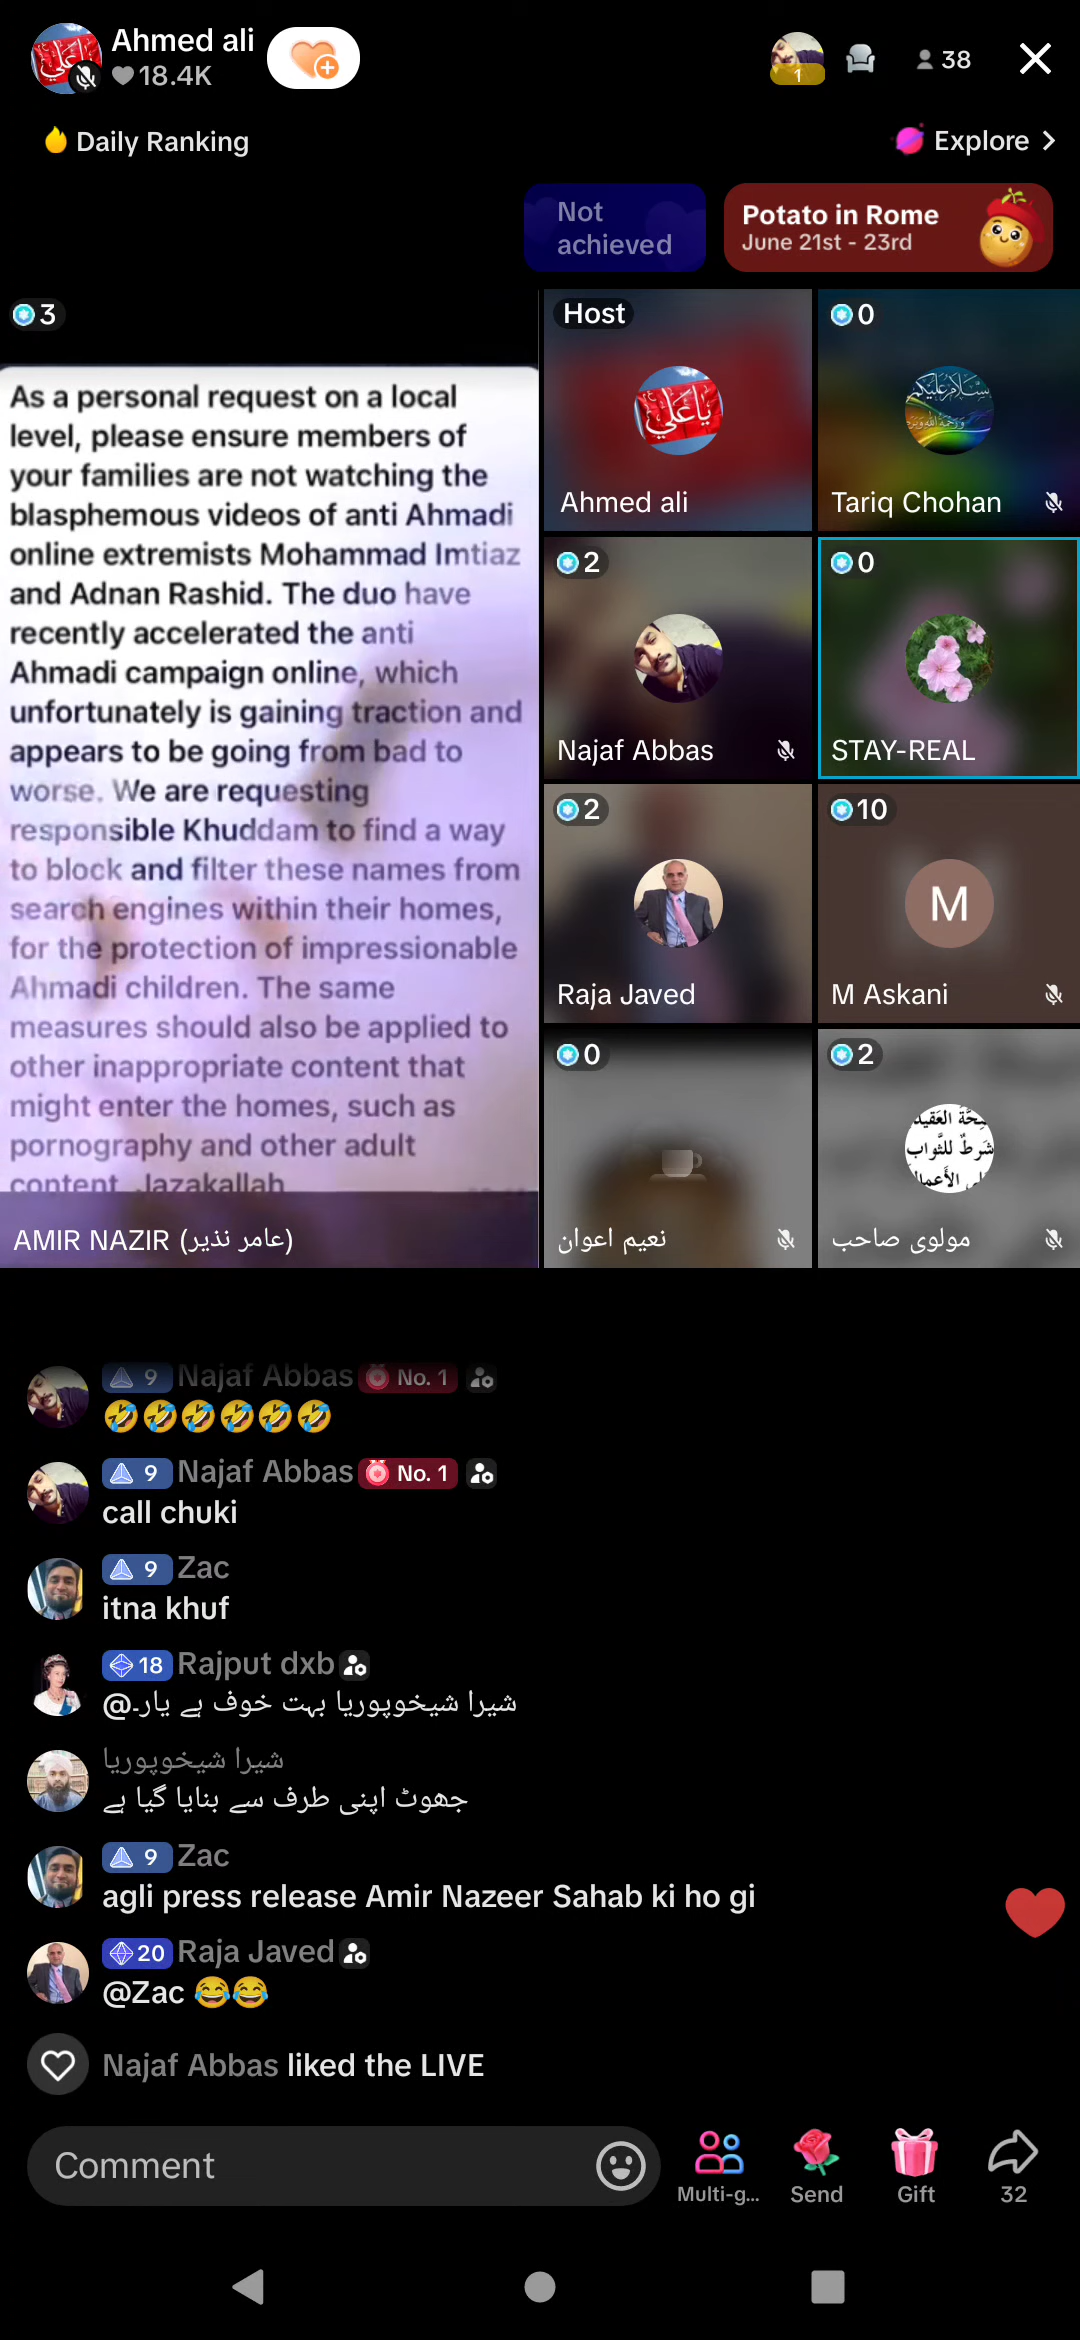 Ahmed ali
18.4K
1
38
Daily Ranking
Explore
Not
achieved
Potato in Rome
June 21st - 23rd
3
As a personal request on a local
level, please ensure members of
your families are not watching the
blasphemous videos of anti Ahmadi
online extremists Mohammad Imtiaz
and Adnan Rashid. The duo have
recently accelerated the anti
Ahmadi campaign online, which
unfortunately is gaining traction and
appears to be going from bad to
worse. We are requesting
responsible Khuddam to find a way
to block and filter these names from
search engines within their homes,
for the protection of impressionable
Ahmadi children. The same
measures should also be applied to
other inappropriate content that
might enter the homes, such as
pornography and other adult
content. Jazakallah
AMIR NAZIR (عامر نذیر)
Host
ياعلي
Ahmed ali
0
Tariq Chohan
2
Najaf Abbas
0
STAY-REAL
2
Raja Javed
10
M
M Askani
0
نعیم اعوان
2
شرطٌ للثَّواب
مولوی صاحب
9 Najaf Abbas No. 1
🤣🤣🤣🤣🤣🤣
9 Najaf Abbas No. 1
call chuki
9 Zac
itna khuf
18 Rajput dxb
@شیرا شیخوپوریا بہت خوف ہے یار۔
شیرا شیخوپوریا
جھوٹ اپنی طرف سے بنایا گیا ہے
9 Zac
agli press release Amir Nazeer Sahab ki ho gi
20 Raja Javed
@Zac 😂😂
Najaf Abbas liked the LIVE
Comment
Multi-g...
Send
Gift
32